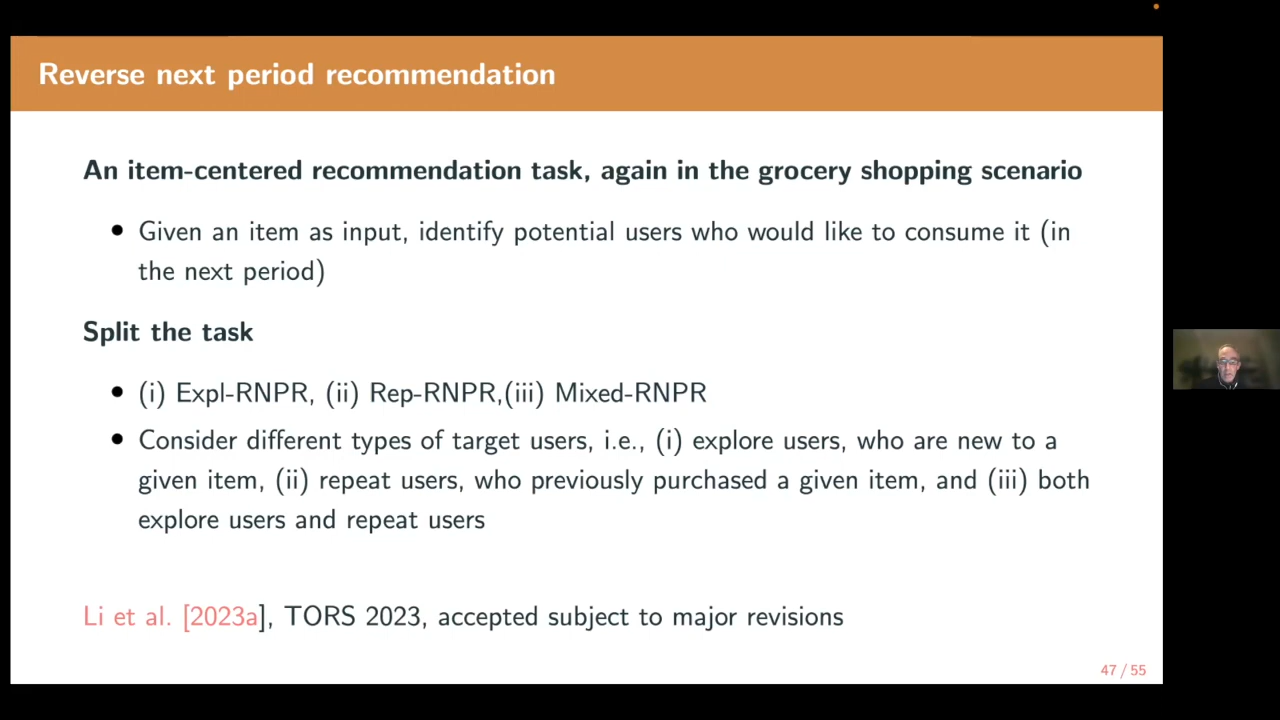 Reverse next period recommendation
An item-centered recommendation task, again in the grocery shopping scenario
• Given an item as input, identify potential users who would like to consume it (in
the next period)
Split the task
• (i) Expl-RNPR, (ii) Rep-RNPR,(iii) Mixed-RNPR
• Consider different types of target users, i.e., (i) explore users, who are new to a
given item, (ii) repeat users, who previously purchased a given item, and (iii) both
explore users and repeat users
Li et al. [2023a], TORS 2023, accepted subject to major revisions
47 / 55